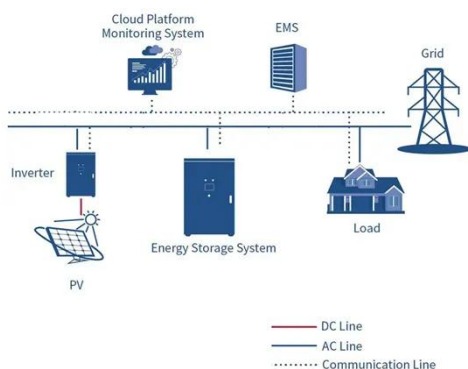 Cloud Platform
Monitoring System
EMS
Grid
Inverter
Energy Storage System
Load
PV
DC Line
AC Line
Communication Line